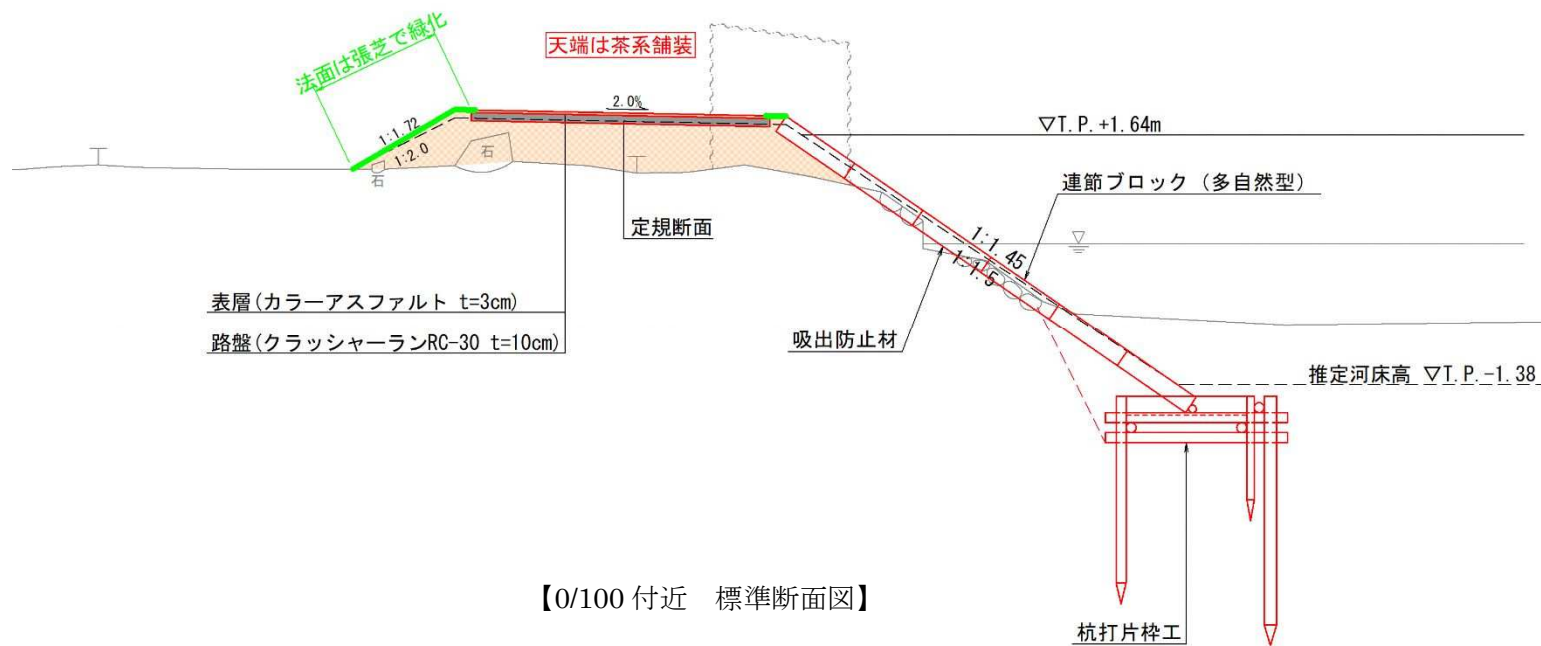 法面は張芝で緑化
天端は茶系舗装
2.0%
1:1.72
1:2.0
石
石
▽T.P.+1.64m
連節ブロック（多自然型）
定規断面
1:1.45
1:1.5
表層(カラーアスファルト t=3cm)
路盤(クラッシャーランRC-30 t=10cm)
吸出防止材
推定河床高 ▽T.P.-1.38
【0/100 付近　標準断面図】
杭打片枠工